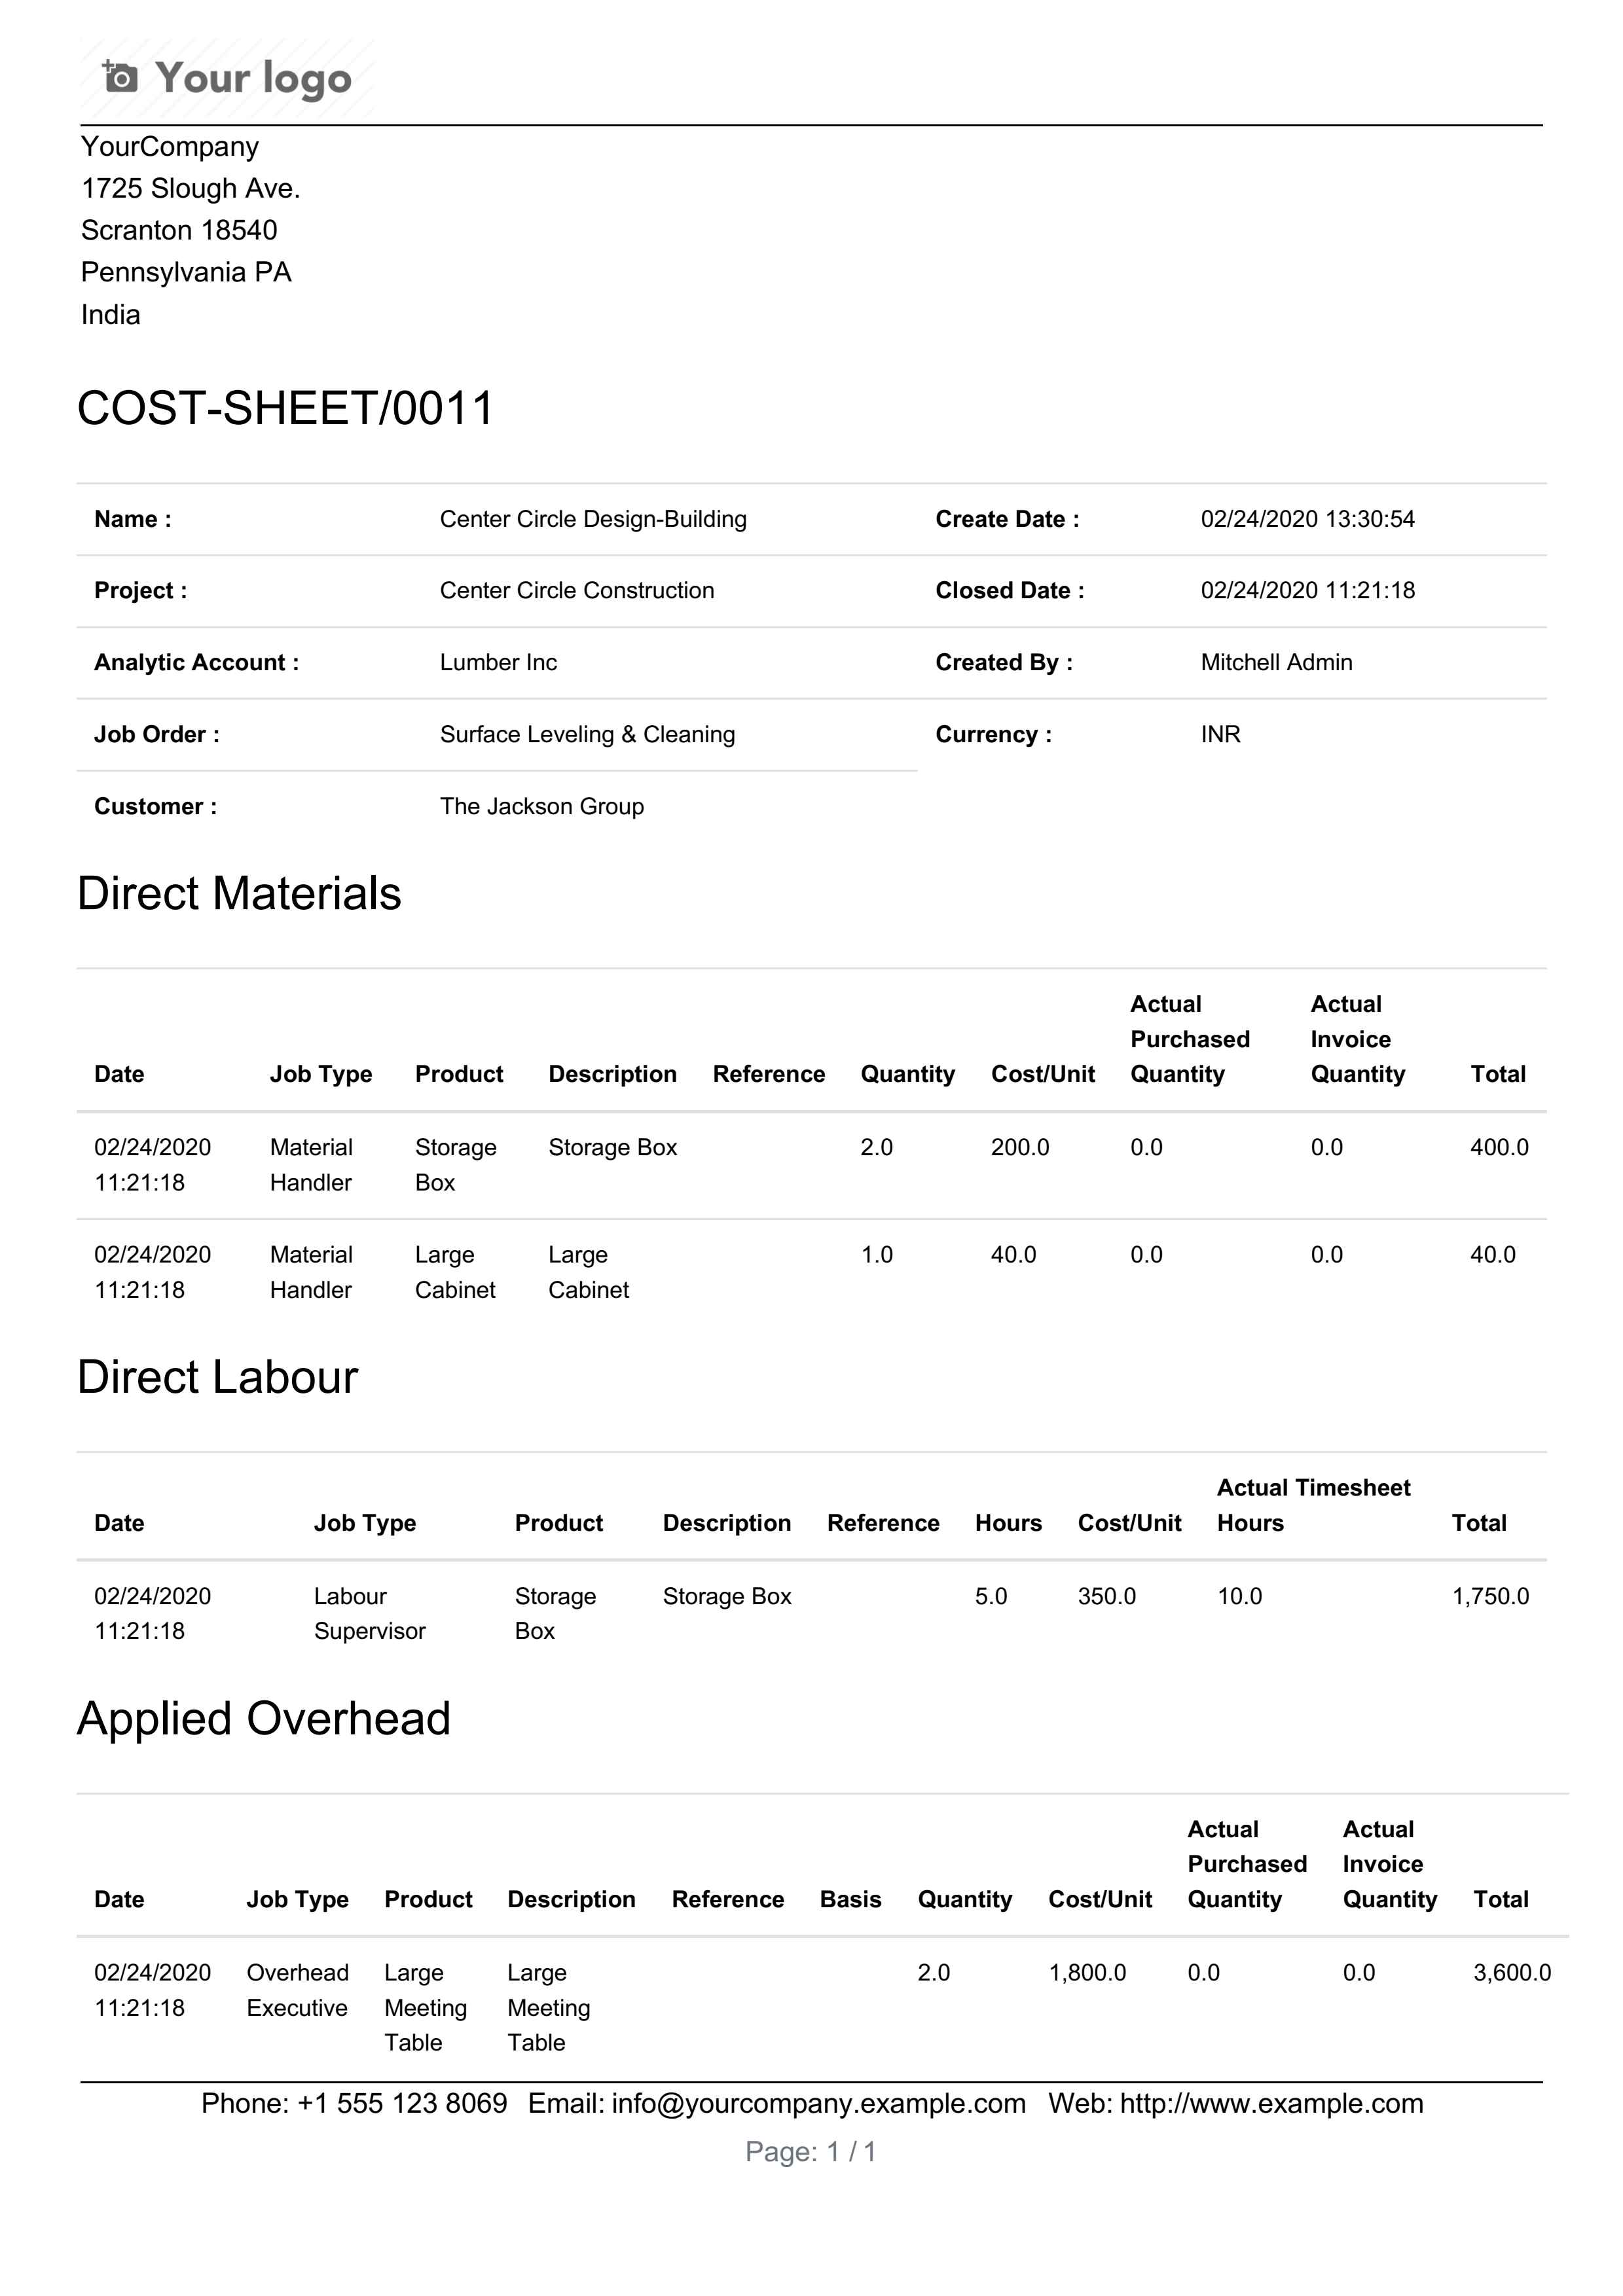 Your logo
YourCompany
1725 Slough Ave.
Scranton 18540
Pennsylvania PA
India
COST-SHEET/0011
Name : Center Circle Design-Building Create Date : 02/24/2020 13:30:54
Project : Center Circle Construction Closed Date : 02/24/2020 11:21:18
Analytic Account : Lumber Inc Created By : Mitchell Admin
Job Order : Surface Leveling & Cleaning Currency : INR
Customer : The Jackson Group
Direct Materials
Actual Actual
Purchased Invoice
Date Job Type Product Description Reference Quantity Cost/Unit Quantity Quantity Total
02/24/2020 Material Storage Storage Box 2.0 200.0 0.0 0.0 400.0
11:21:18 Handler Box
02/24/2020 Material Large Large 1.0 40.0 0.0 0.0 40.0
11:21:18 Handler Cabinet Cabinet
Direct Labour
Actual Timesheet
Date Job Type Product Description Reference Hours Cost/Unit Hours Total
02/24/2020 Labour Storage Storage Box 5.0 350.0 10.0 1,750.0
11:21:18 Supervisor Box
Applied Overhead
Actual Actual
Purchased Invoice
Date Job Type Product Description Reference Basis Quantity Cost/Unit Quantity Quantity Total
02/24/2020 Overhead Large Large 2.0 1,800.0 0.0 0.0 3,600.0
11:21:18 Executive Meeting Meeting
Table Table
Phone: +1 555 123 8069 Email: info@yourcompany.example.com Web: http://www.example.com
Page: 1 / 1